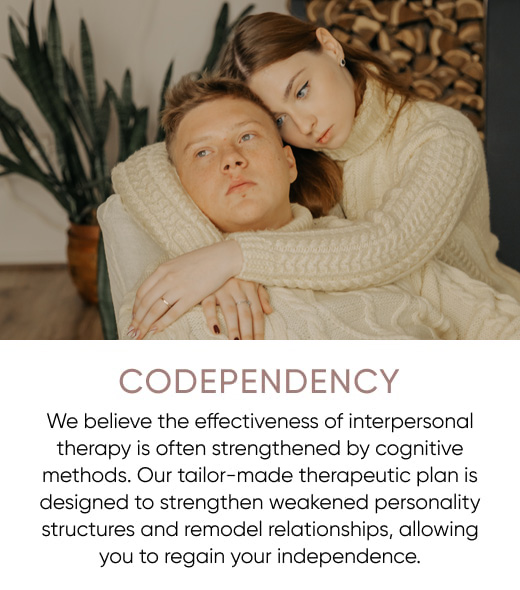 CODEPENDENCY
We believe the effectiveness of interpersonal
therapy is often strengthened by cognitive
methods. Our tailor-made therapeutic plan is
designed to strengthen weakened personality
structures and remodel relationships, allowing
you to regain your independence.